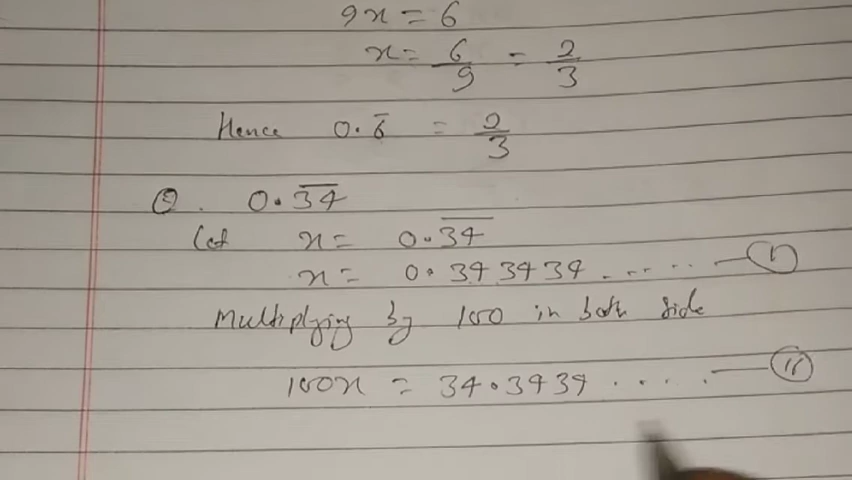 9x = 6
x = 6/9 = 2/3
Hence 0.6̅ = 2/3
②. 0.3̅4̅
Let x = 0.3̅4̅
x = 0.343434 ...... — (i)
Multiplying by 100 in both side
100x = 34.3434 ..... — (ii)